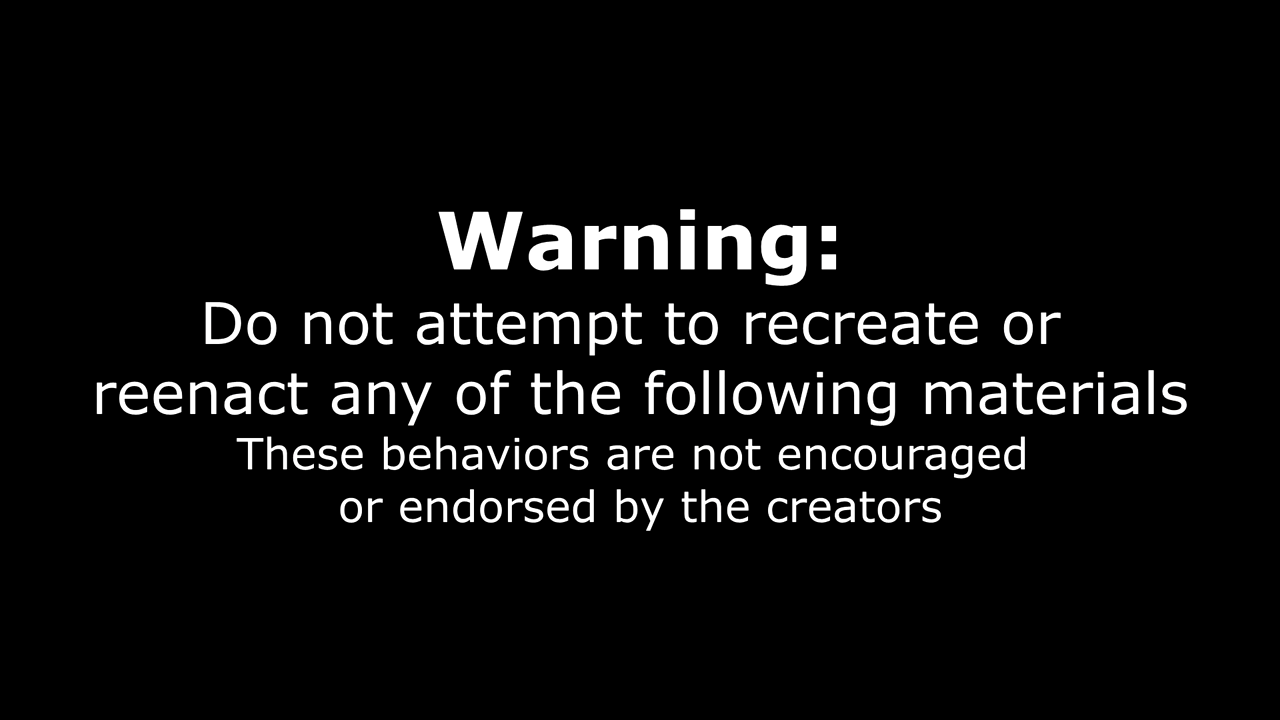 Warning:
Do not attempt to recreate or
reenact any of the following materials
These behaviors are not encouraged
or endorsed by the creators